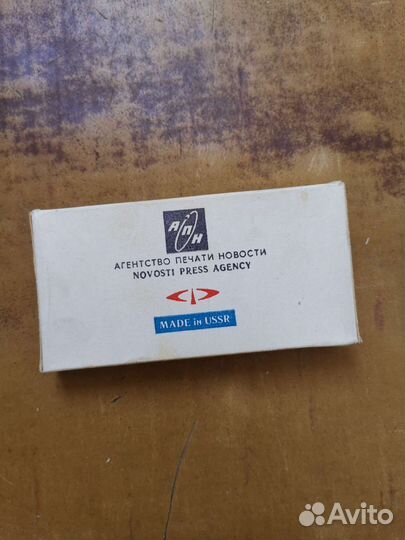 АПН
АГЕНТСТВО ПЕЧАТИ НОВОСТИ
NOVOSTI PRESS AGENCY
MADE in USSR
Avito